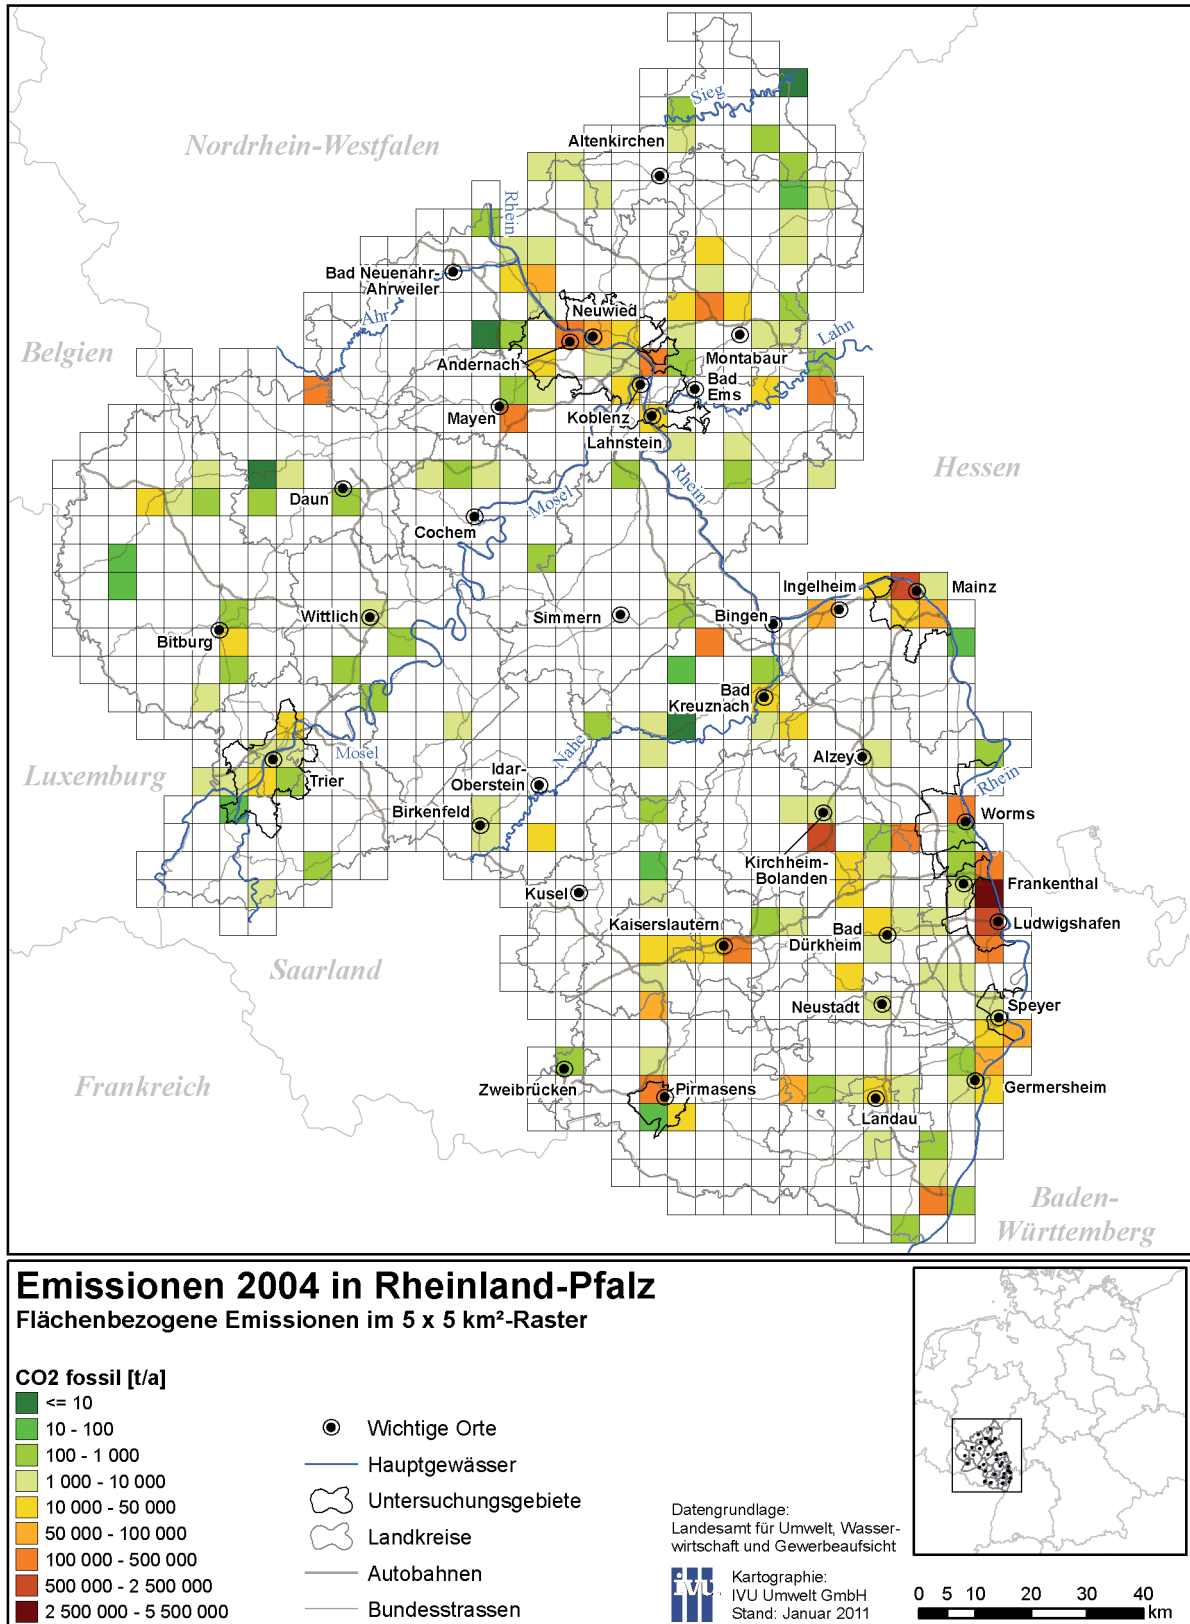 Nordrhein-Westfalen
Sieg
Altenkirchen
Rhein
Bad Neuenahr-
Ahrweiler
Ahr
Neuwied
Belgien
Andernach
Montabaur
Lahn
Bad
Ems
Mayen
Koblenz
Lahnstein
Hessen
Rhein
Daun
Mosel
Cochem
Ingelheim
Mainz
Wittlich
Simmern
Bingen
Bitburg
Bad
Kreuznach
Mosel
Nahe
Alzey
Luxemburg
Trier
Idar-
Oberstein
Rhein
Birkenfeld
Worms
Kirchheim-
Bolanden
Kusel
Frankenthal
Kaiserslautern
Bad
Dürkheim
Ludwigshafen
Saarland
Neustadt
Speyer
Frankreich
Zweibrücken
Pirmasens
Germersheim
Landau
Baden-
Württemberg
Emissionen 2004 in Rheinland-Pfalz
Flächenbezogene Emissionen im 5 x 5 km²-Raster
CO2 fossil [t/a]
<= 10
10 - 100
100 - 1 000
1 000 - 10 000
10 000 - 50 000
50 000 - 100 000
100 000 - 500 000
500 000 - 2 500 000
2 500 000 - 5 500 000
Wichtige Orte
Hauptgewässer
Untersuchungsgebiete
Landkreise
Autobahnen
Bundesstrassen
Datengrundlage:
Landesamt für Umwelt, Wasser-
wirtschaft und Gewerbeaufsicht
ivu
Kartographie:
IVU Umwelt GmbH
Stand: Januar 2011
0 5 10 20 30 40
km